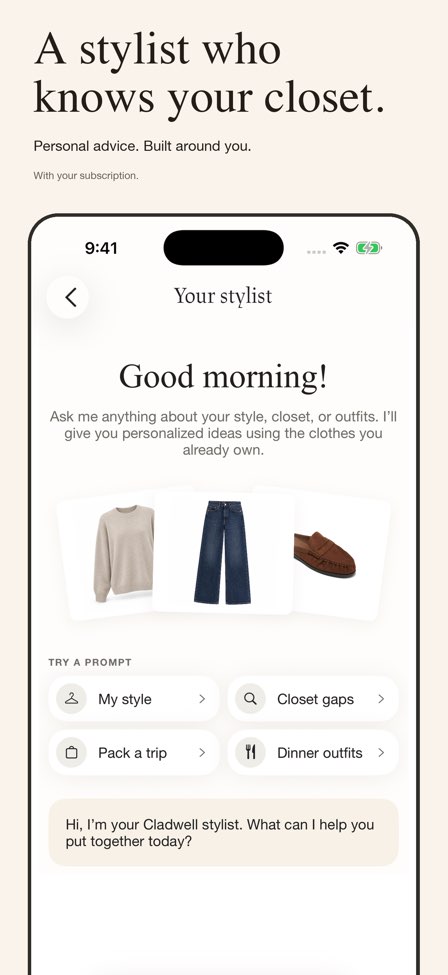 A stylist who
knows your closet.
Personal advice. Built around you.
With your subscription.
9:41
Your stylist
Good morning!
Ask me anything about your style, closet, or outfits. I’ll
give you personalized ideas using the clothes you
already own.
TRY A PROMPT
My style
Closet gaps
Pack a trip
Dinner outfits
Hi, I’m your Cladwell stylist. What can I help you
put together today?